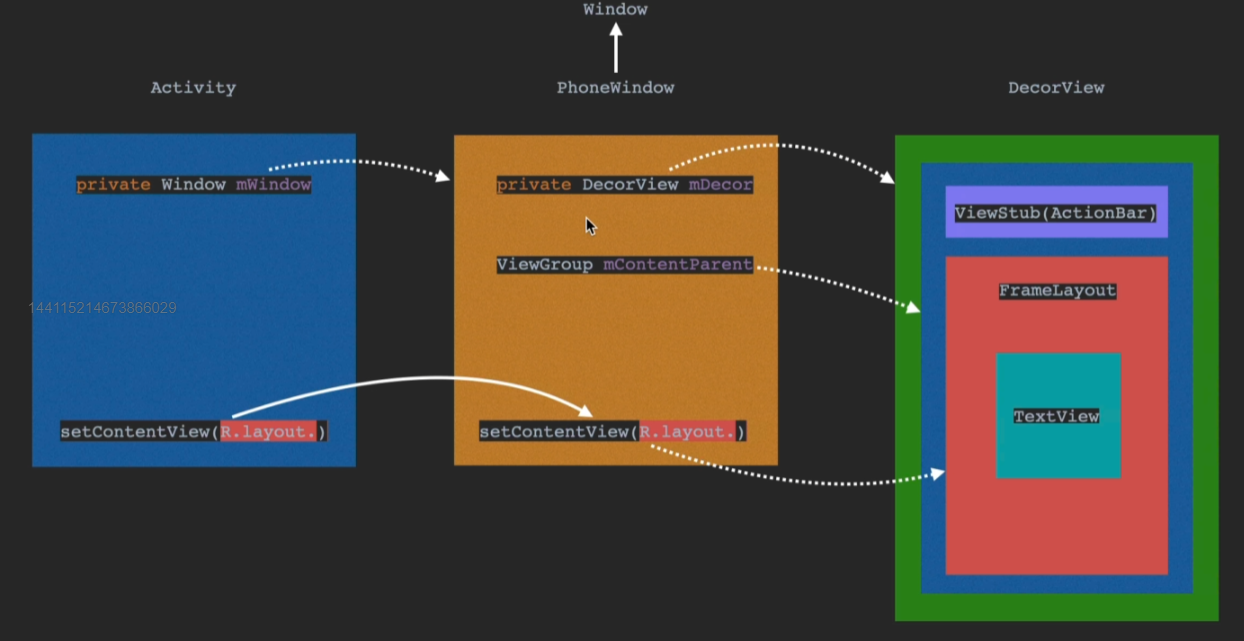 Window
Activity
PhoneWindow
DecorView
private Window mWindow
private DecorView mDecor
ViewStub(ActionBar)
ViewGroup mContentParent
FrameLayout
144115214673866029
TextView
setContentView(R.layout.)
setContentView(R.layout.)